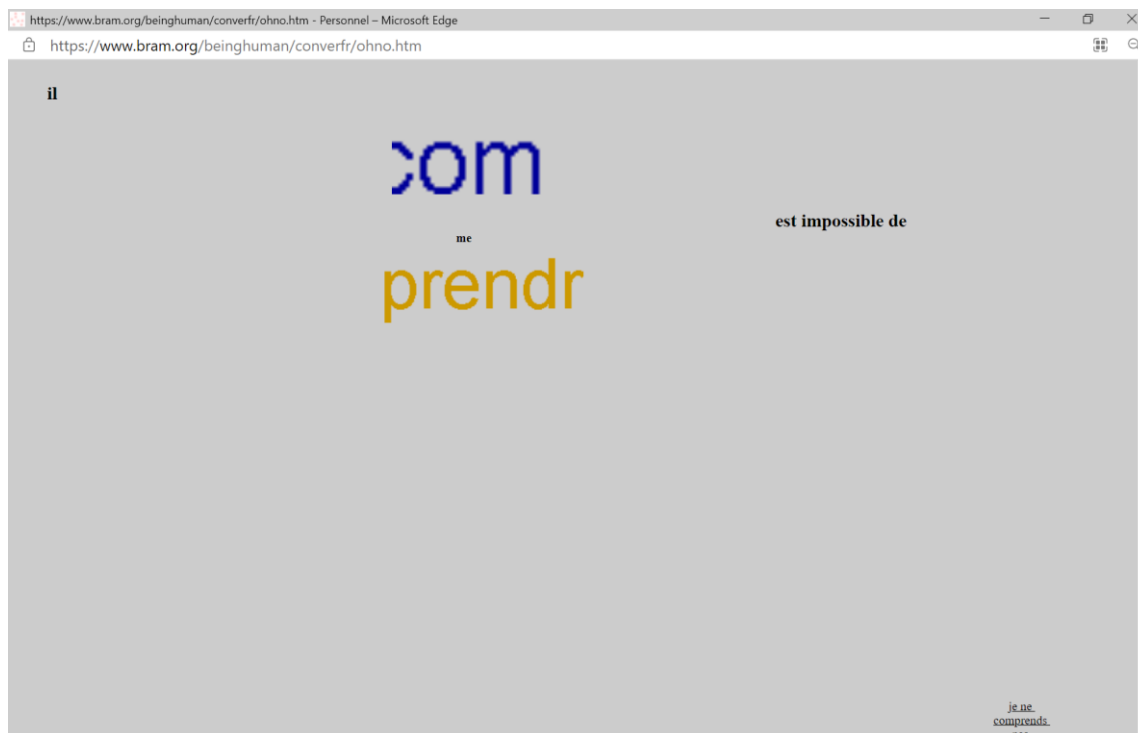 https://www.bram.org/beinghuman/converfr/ohno.htm - Personnel – Microsoft Edge
https://www.bram.org/beinghuman/converfr/ohno.htm
il
com
est impossible de
me
prendr
je ne
comprends